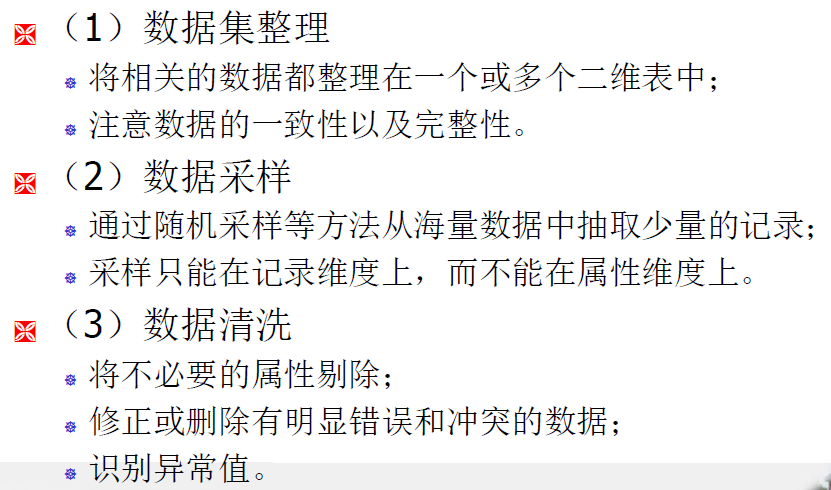 （1）数据集整理
将相关的数据都整理在一个或多个二维表中；
注意数据的一致性以及完整性。
（2）数据采样
通过随机采样等方法从海量数据中抽取少量的记录；
采样只能在记录维度上，而不能在属性维度上。
（3）数据清洗
将不必要的属性剔除；
修正或删除有明显错误和冲突的数据；
识别异常值。